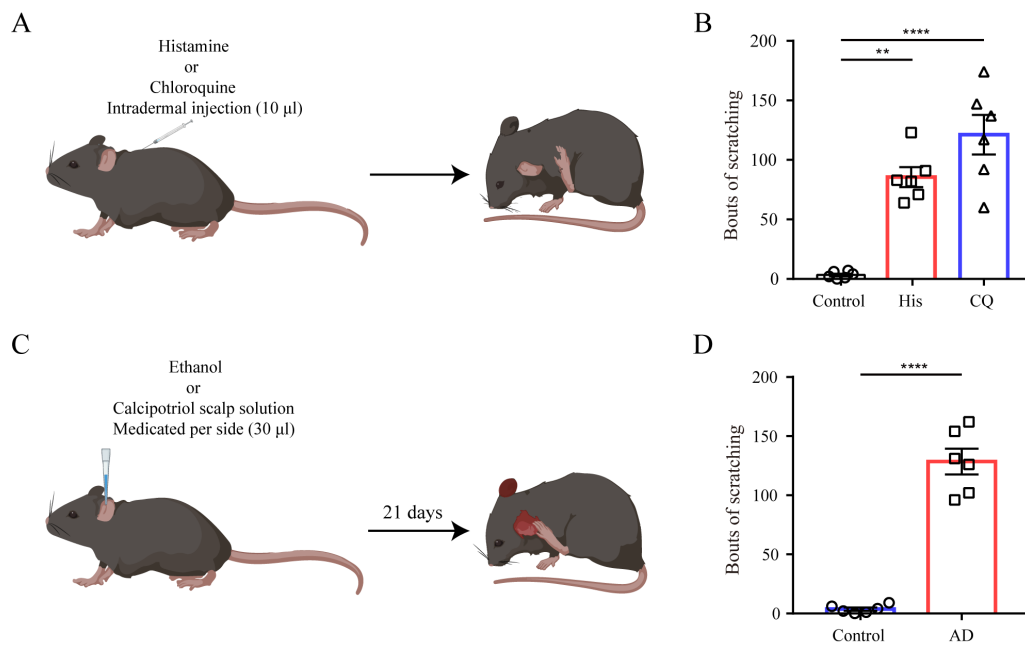 A
Histamine
or
Chloroquine
Intradermal injection (10 µl)
B
Bouts of scratching
200
150
100
50
0
****
**
Control
His
CQ
C
Ethanol
or
Calcipotriol scalp solution
Medicated per side (30 µl)
21 days
D
Bouts of scratching
200
150
100
50
0
****
Control
AD